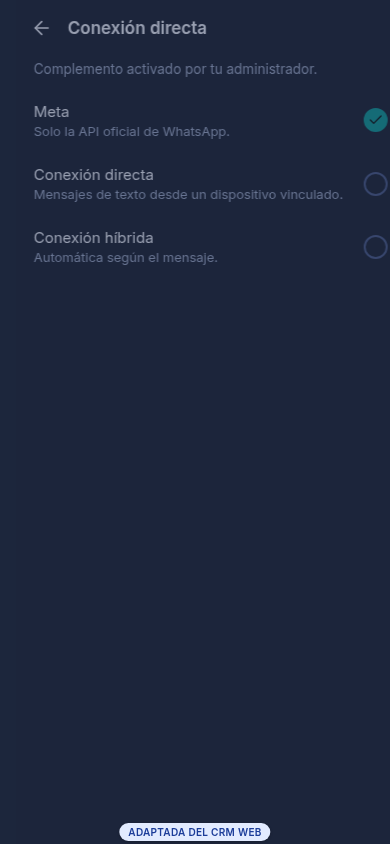 Conexión directa
Complemento activado por tu administrador.
Meta
Solo la API oficial de WhatsApp.
Conexión directa
Mensajes de texto desde un dispositivo vinculado.
Conexión híbrida
Automática según el mensaje.
ADAPTADA DEL CRM WEB